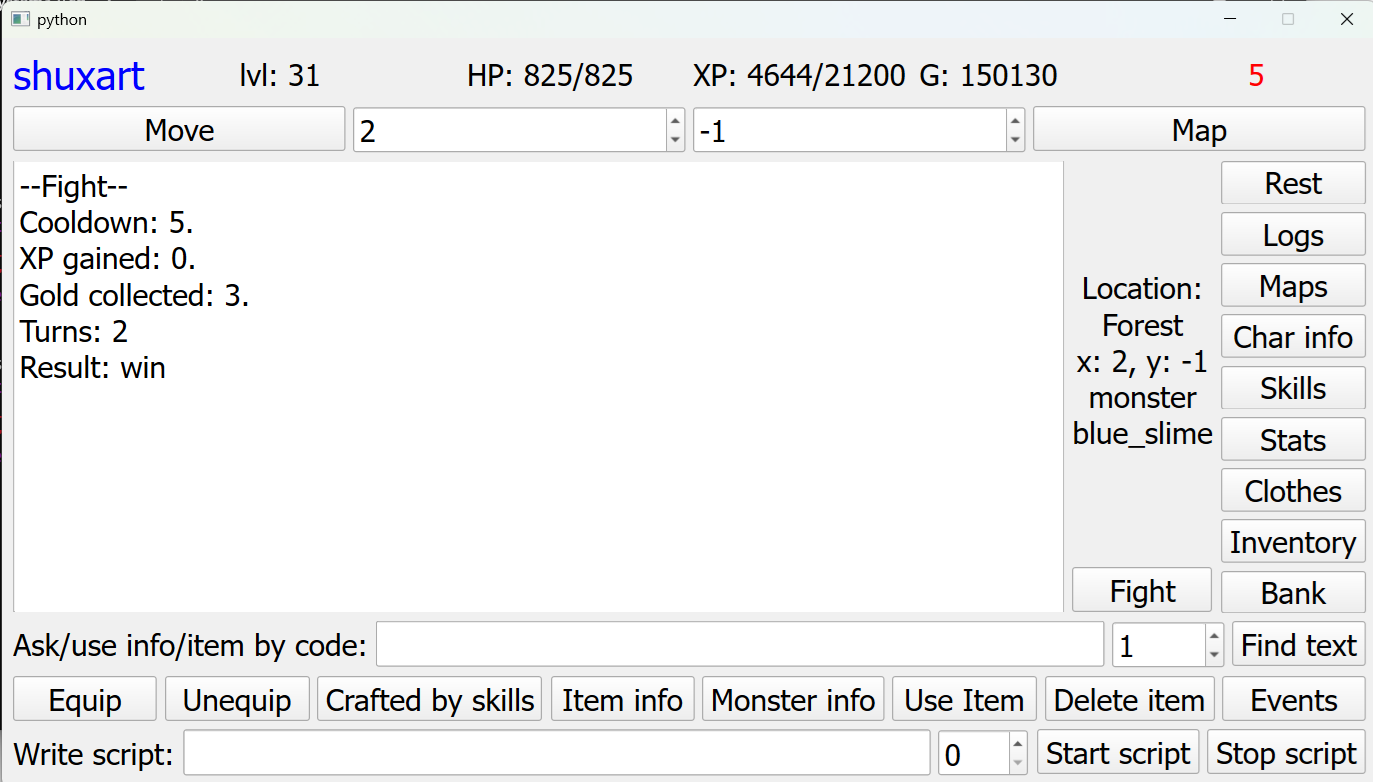 python
shuxart lvl: 31 HP: 825/825 XP: 4644/21200 G: 150130 5
Move 2 -1 Map
--Fight--
Cooldown: 5.
XP gained: 0.
Gold collected: 3.
Turns: 2
Result: win
Location:
Forest
x: 2, y: -1
monster
blue_slime
Fight
Rest
Logs
Maps
Char info
Skills
Stats
Clothes
Inventory
Bank
Ask/use info/item by code: 1 Find text
Equip Unequip Crafted by skills Item info Monster info Use Item Delete item Events
Write script: 0 Start script Stop script